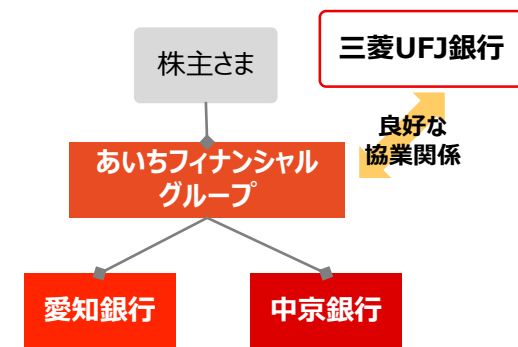 株主さま
三菱UFJ銀行
良好な
協業関係
あいちフィナンシャル
グループ
愛知銀行
中京銀行